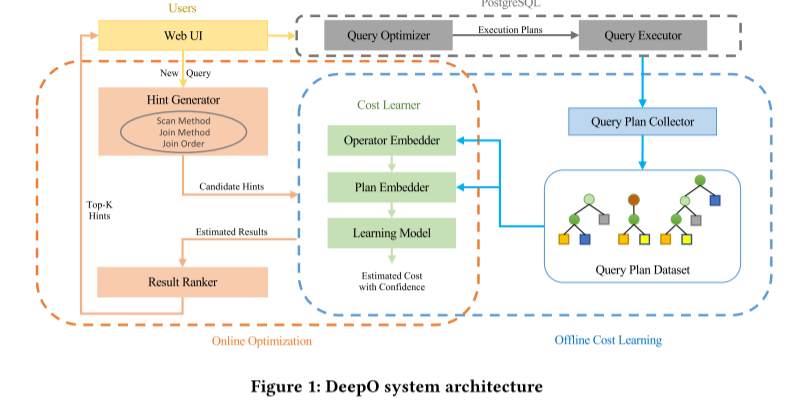 Users
PostgreSQL
Web UI
Query Optimizer
Execution Plans
Query Executor
New Query
Hint Generator
Scan Method
Join Method
Join Order
Cost Learner
Query Plan Collector
Operator Embedder
Candidate Hints
Plan Embedder
Top-K
Hints
Estimated Results
Learning Model
Query Plan Dataset
Result Ranker
Estimated Cost
with Confidence
Online Optimization
Offline Cost Learning
Figure 1: DeepO system architecture